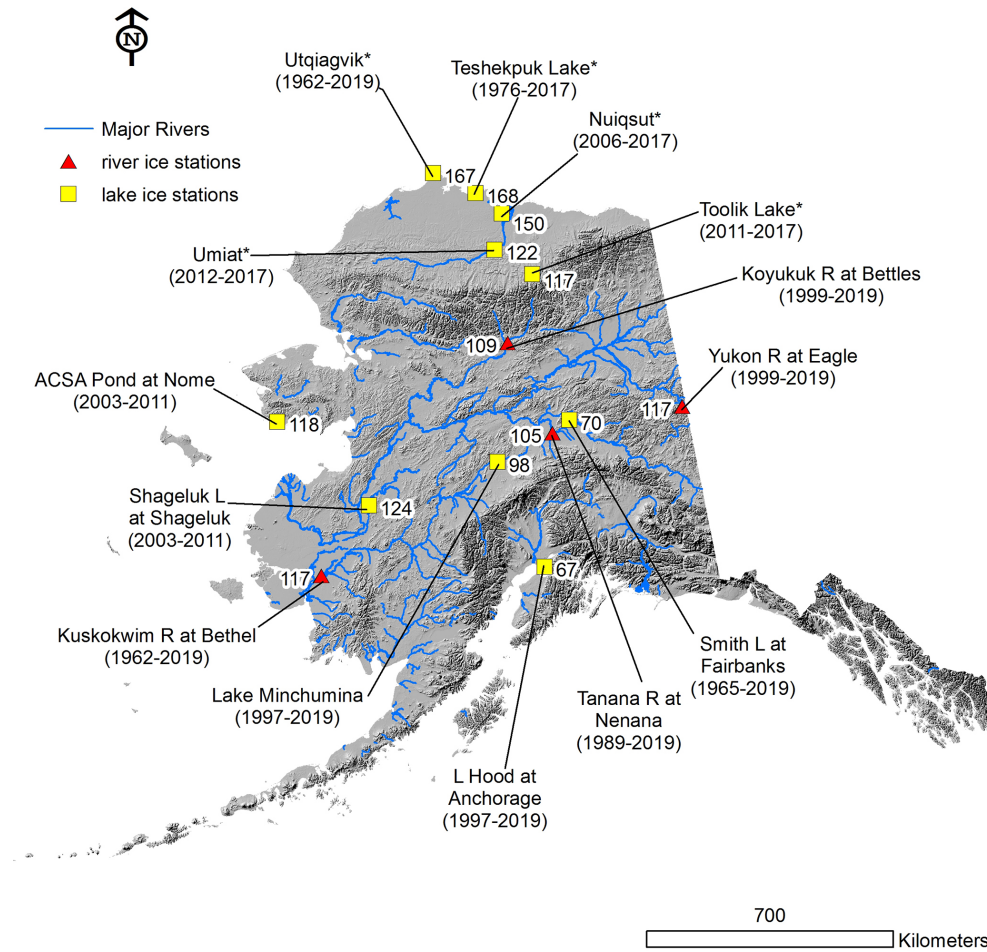 N
Utqiagvik*
(1962-2019)
Teshekpuk Lake*
(1976-2017)
Nuiqsut*
(2006-2017)
Major Rivers
river ice stations
lake ice stations
167
168
150
Toolik Lake*
(2011-2017)
Umiat*
(2012-2017)
122
117
Koyukuk R at Bettles
(1999-2019)
109
Yukon R at Eagle
(1999-2019)
ACSA Pond at Nome
(2003-2011)
118
117
70
105
98
Shageluk L
at Shageluk
(2003-2011)
124
117
67
Kuskokwim R at Bethel
(1962-2019)
Lake Minchumina
(1997-2019)
Tanana R at
Nenana
(1989-2019)
Smith L at
Fairbanks
(1965-2019)
L Hood at
Anchorage
(1997-2019)
700
Kilometers